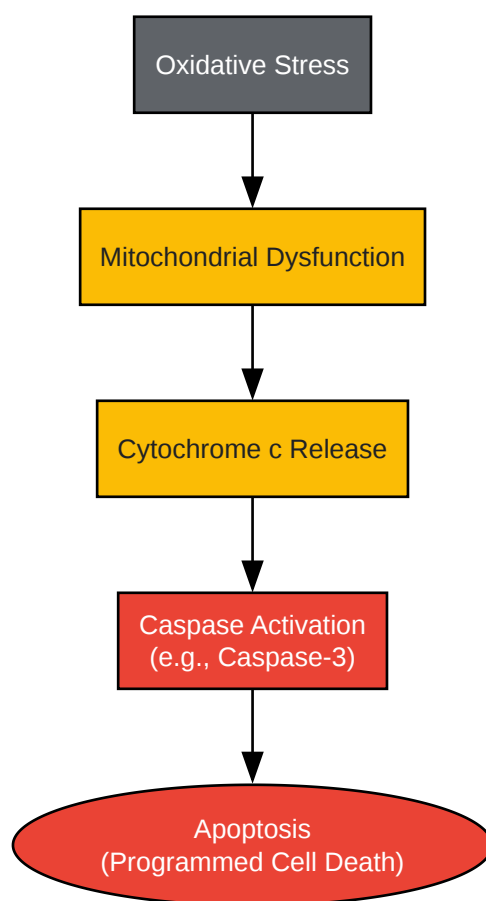 Oxidative Stress
Mitochondrial Dysfunction
Cytochrome c Release
Caspase Activation
(e.g., Caspase-3)
Apoptosis
(Programmed Cell Death)